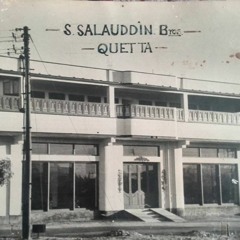 — S. SALAUDDIN. Bros. —
— QUETTA —